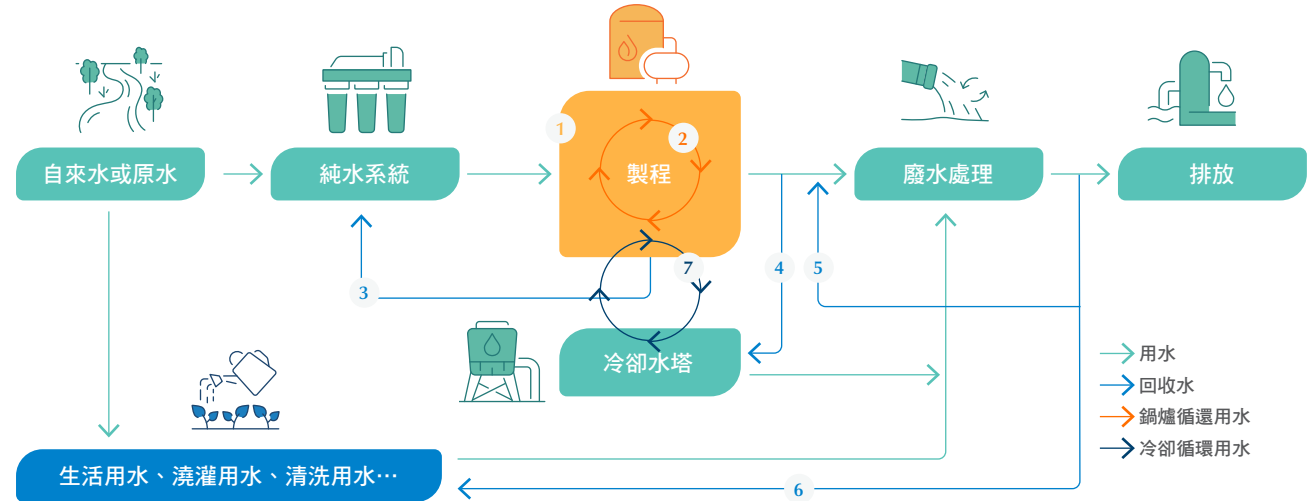 自來水或原水
純水系統
1
2
製程
廢水處理
排放
3
7
4
5
冷卻水塔
用水
回收水
鍋爐循還用水
冷卻循環用水
生活用水、澆灌用水、清洗用水…
6